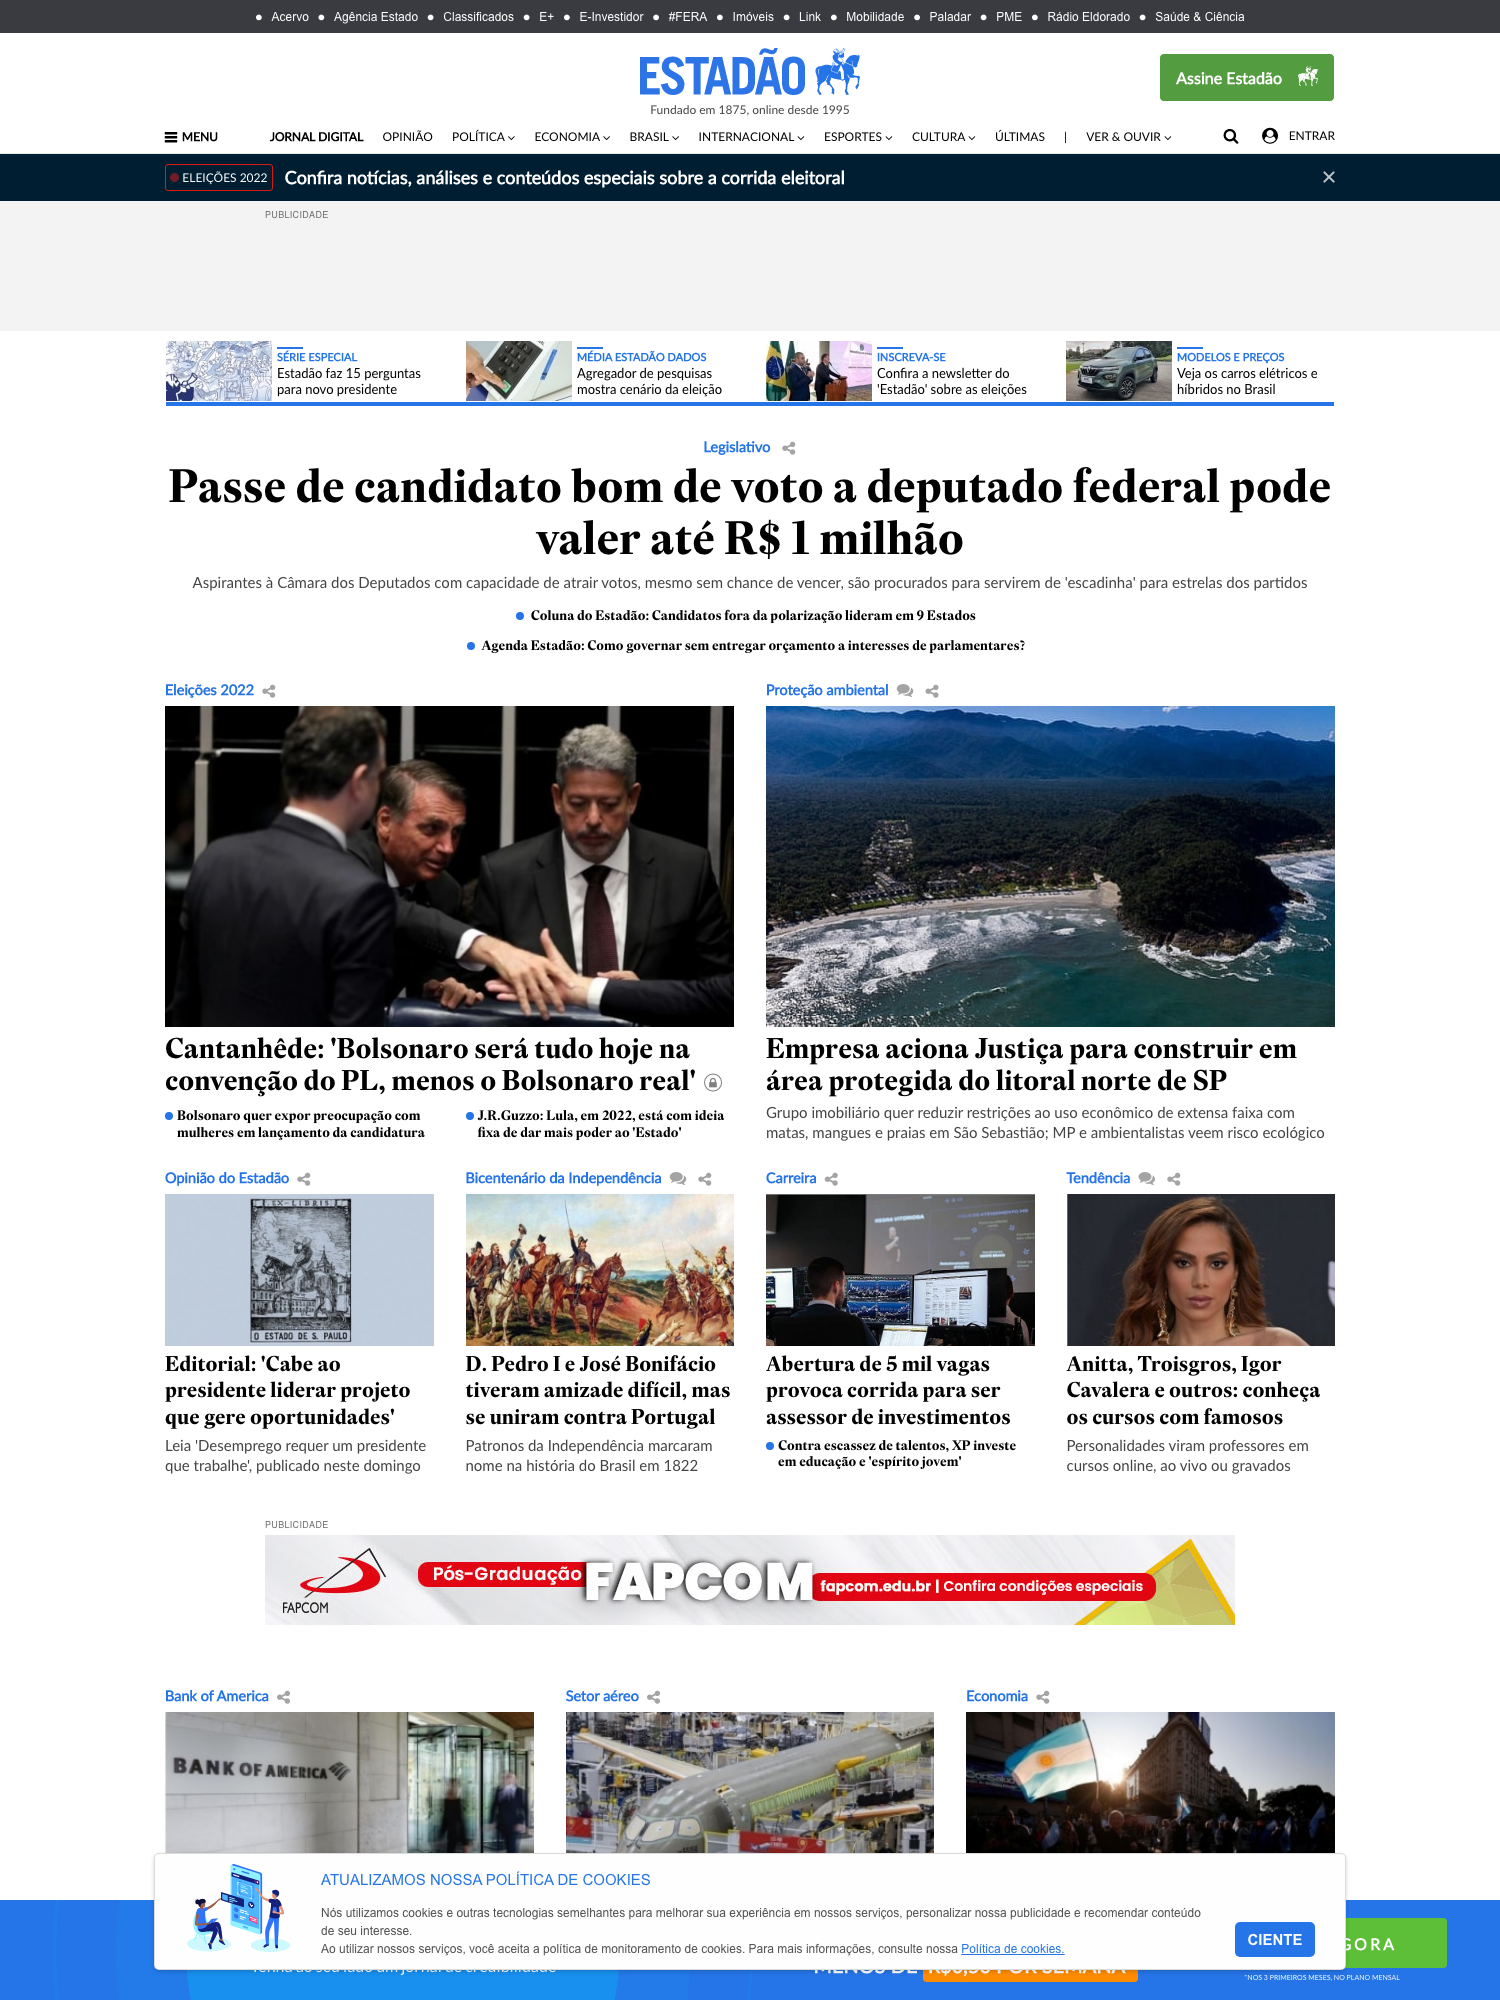 Acervo Agência Estado Classificados E+ E-Investidor #FERA Imóveis Link Mobilidade Paladar PME Rádio Eldorado Saúde & Ciência
ESTADÃO
Fundado em 1875, online desde 1995
Assine Estadão
MENU JORNAL DIGITAL OPINIÃO POLÍTICA ECONOMIA BRASIL INTERNACIONAL ESPORTES CULTURA ÚLTIMAS | VER & OUVIR ENTRAR
ELEIÇÕES 2022 Confira notícias, análises e conteúdos especiais sobre a corrida eleitoral
PUBLICIDADE
SÉRIE ESPECIAL
Estadão faz 15 perguntas
para novo presidente
MÉDIA ESTADÃO DADOS
Agregador de pesquisas
mostra cenário da eleição
INSCREVA-SE
Confira a newsletter do
'Estadão' sobre as eleições
MODELOS E PREÇOS
Veja os carros elétricos e
híbridos no Brasil
Legislativo
Passe de candidato bom de voto a deputado federal pode
valer até R$ 1 milhão
Aspirantes à Câmara dos Deputados com capacidade de atrair votos, mesmo sem chance de vencer, são procurados para servirem de 'escadinha' para estrelas dos partidos
Coluna do Estadão: Candidatos fora da polarização lideram em 9 Estados
Agenda Estadão: Como governar sem entregar orçamento a interesses de parlamentares?
Eleições 2022
Cantanhêde: 'Bolsonaro será tudo hoje na
convenção do PL, menos o Bolsonaro real'
Bolsonaro quer expor preocupação com
mulheres em lançamento da candidatura
J.R.Guzzo: Lula, em 2022, está com ideia
fixa de dar mais poder ao 'Estado'
Proteção ambiental
Empresa aciona Justiça para construir em
área protegida do litoral norte de SP
Grupo imobiliário quer reduzir restrições ao uso econômico de extensa faixa com
matas, mangues e praias em São Sebastião; MP e ambientalistas veem risco ecológico
Opinião do Estadão
EX-LIBRIS
O ESTADO DE S. PAULO
Editorial: 'Cabe ao
presidente liderar projeto
que gere oportunidades'
Leia 'Desemprego requer um presidente
que trabalhe', publicado neste domingo
Bicentenário da Independência
D. Pedro I e José Bonifácio
tiveram amizade difícil, mas
se uniram contra Portugal
Patronos da Independência marcaram
nome na história do Brasil em 1822
Carreira
Abertura de 5 mil vagas
provoca corrida para ser
assessor de investimentos
Contra escassez de talentos, XP investe
em educação e 'espírito jovem'
Tendência
Anitta, Troisgros, Igor
Cavalera e outros: conheça
os cursos com famosos
Personalidades viram professores em
cursos online, ao vivo ou gravados
PUBLICIDADE
FAPCOM
Pós-Graduação
FAPCOM
fapcom.edu.br | Confira condições especiais
Bank of America
BANK OF AMERICA
Setor aéreo
Economia
ATUALIZAMOS NOSSA POLÍTICA DE COOKIES
Nós utilizamos cookies e outras tecnologias semelhantes para melhorar sua experiência em nossos serviços, personalizar nossa publicidade e recomendar conteúdo
de seu interesse.
Ao utilizar nossos serviços, você aceita a política de monitoramento de cookies. Para mais informações, consulte nossa Política de cookies.
CIENTE
GORA
*NOS 3 PRIMEIROS MESES, NO PLANO MENSAL